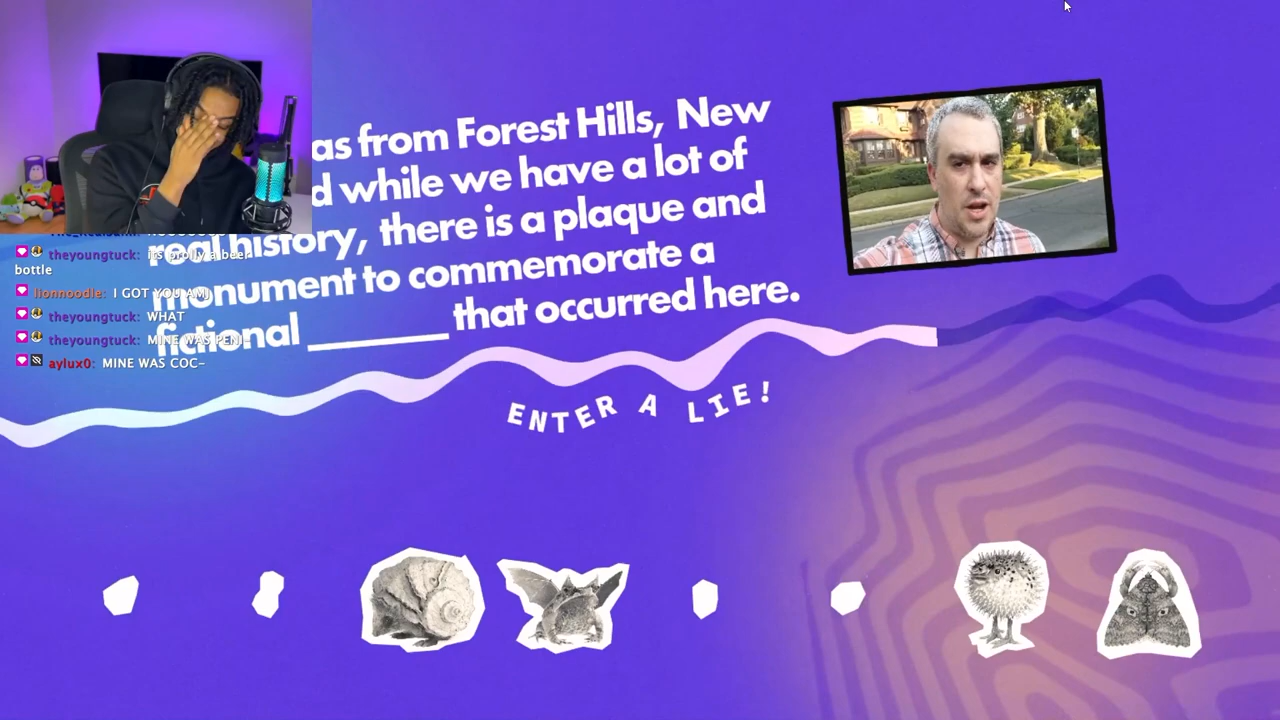 as from Forest Hills, New
d while we have a lot of
real history, there is a plaque and
monument to commemorate a
fictional ______ that occurred here.
theyoungtuck: its prolly a beer
bottle
lionnoodle: I GOT YOU AMJ
theyoungtuck: WHAT
theyoungtuck: MINE WAS PENI-
aylux0: MINE WAS COC-
ENTER A LIE!